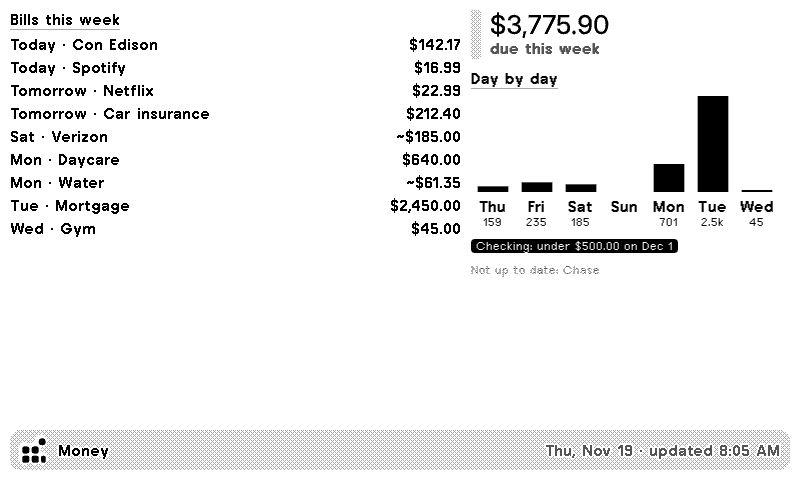 Bills this week
Today · Con Edison $142.17
Today · Spotify $16.99
Tomorrow · Netflix $22.99
Tomorrow · Car insurance $212.40
Sat · Verizon ~$185.00
Mon · Daycare $640.00
Mon · Water ~$61.35
Tue · Mortgage $2,450.00
Wed · Gym $45.00
$3,775.90
due this week
Day by day
Thu Fri Sat Sun Mon Tue Wed
159 235 185 701 2.5k 45
Checking: under $500.00 on Dec 1
Not up to date: Chase
Money Thu, Nov 19 · updated 8:05 AM